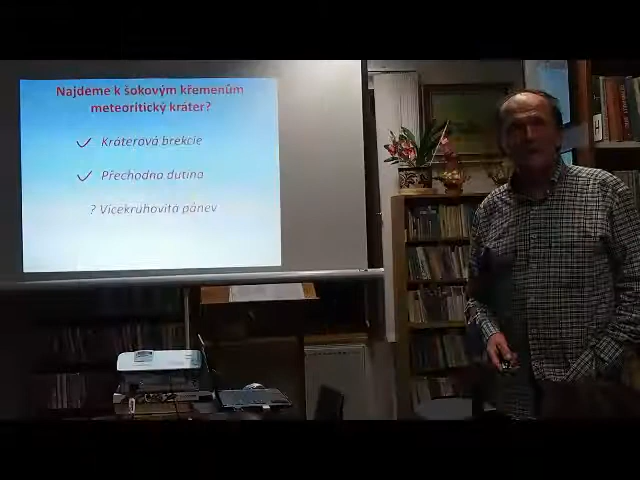 Najdeme k šokovým křemenům
meteoritický kráter?
✓ Kráterová brekcie
✓ Přechodná dutina
? Vícekruhovitá pánev